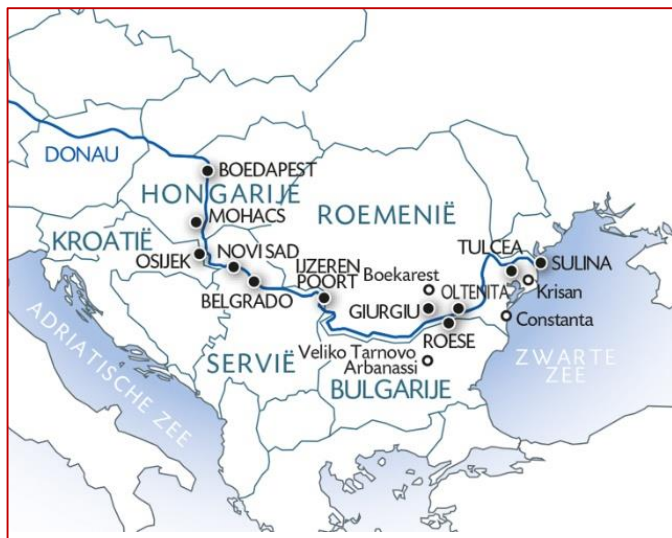 DONAU
BOEDAPEST
HONGARIJE
MOHACS
ROEMENIË
KROATIË
OSIJEK
NOVI SAD
BELGRADO
IJZEREN
POORT
Boekarest
TULCEA
SULINA
OLTENITA
Krisan
GIURGIU
Constanta
ROESE
SERVIË
Veliko Tarnovo
Arbanassi
BULGARIJE
ZWARTE
ZEE
ADRIATISCHE ZEE